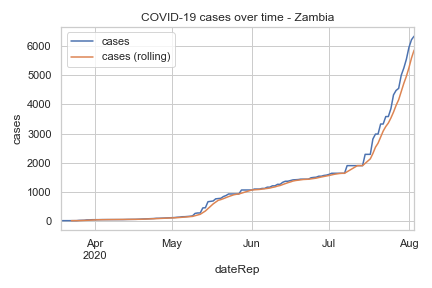 COVID-19 cases over time - Zambia
cases
cases (rolling)
6000
5000
4000
3000
2000
1000
0
cases
Apr
2020
May
Jun
Jul
Aug
dateRep